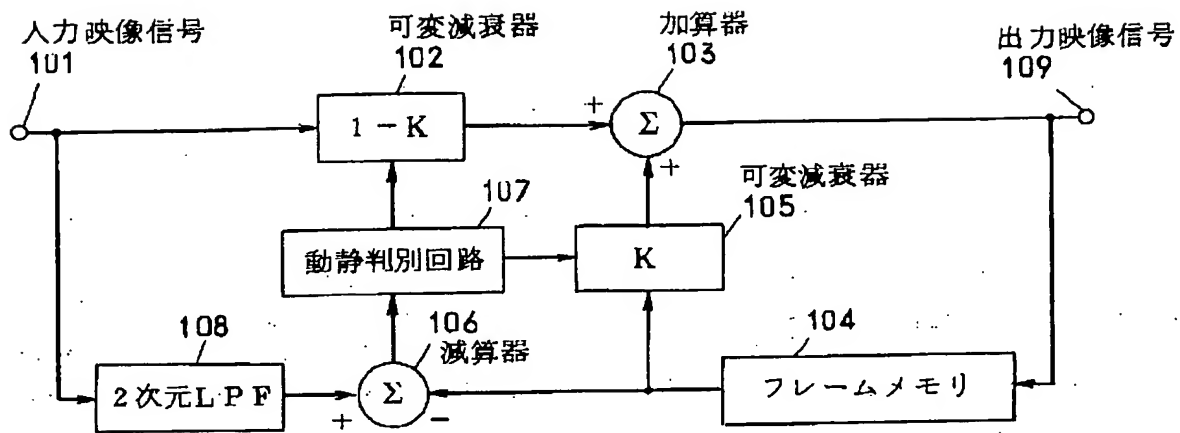 入力映像信号
101
可変減衰器
102
加算器
103
出力映像信号
109
1-K
+
Σ
+
107
可変減衰器
105
動静判別回路
K
108
106
減算器
104
2次元LPF
+
Σ
-
フレームメモリ